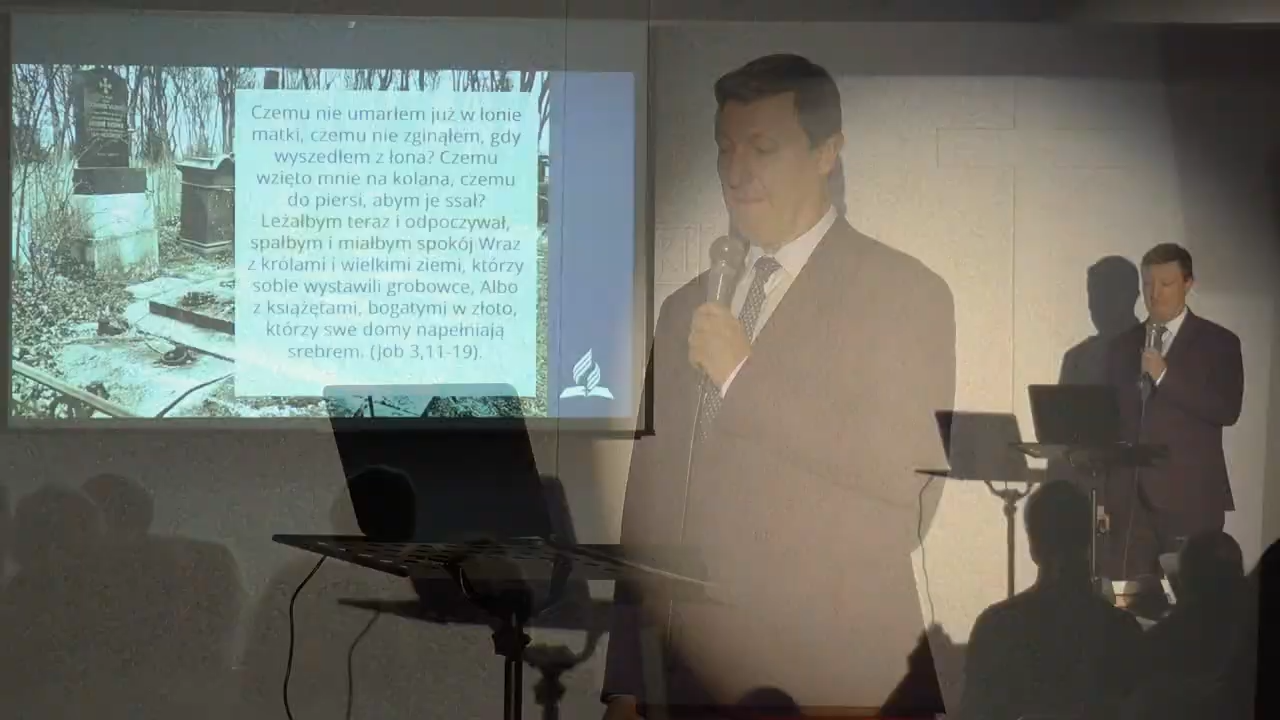 Czemu nie umarłem już w łonie
matki, czemu nie zginąłem, gdy
wyszedłem z łona? Czemu
wzięto mnie na kolana, czemu
do piersi, abym je ssał?
Leżałbym teraz i odpoczywał,
spałbym i miałbym spokój Wraz
z królami i wielkimi ziemi, którzy
sobie wystawili grobowce, Albo
z książętami, bogatymi w złoto,
którzy swe domy napełniają
srebrem. (Job 3,11-19).